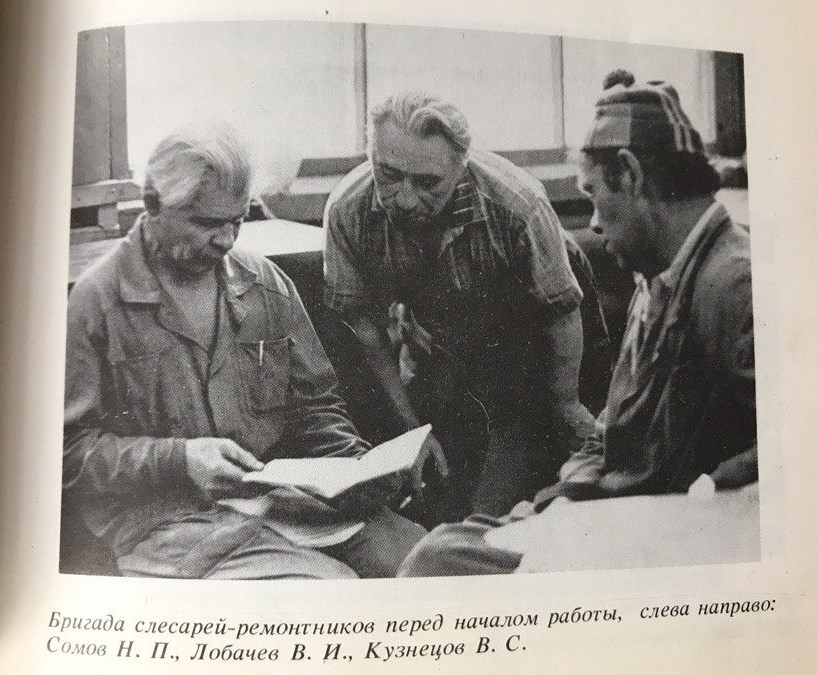 Бригада слесарей-ремонтников перед началом работы, слева направо:
Сомов Н. П., Лобачев В. И., Кузнецов В. С.